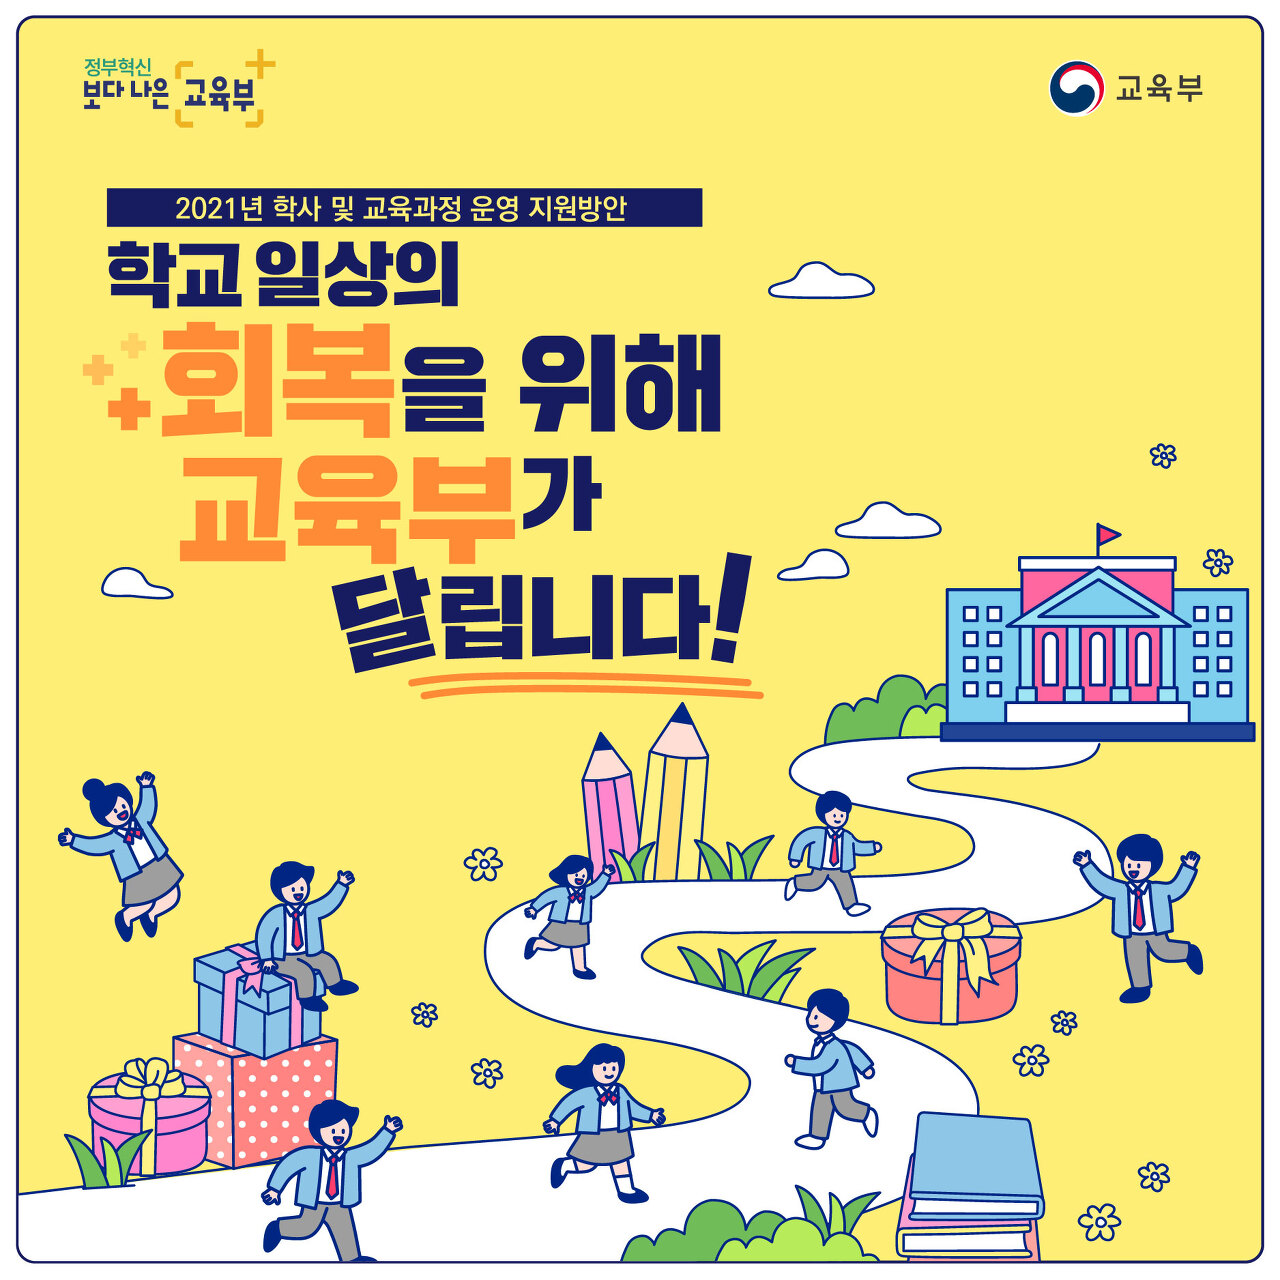 정부혁신
보다 나은 교육부
교육부
2021년 학사 및 교육과정 운영 지원방안
학교 일상의
회복을 위해
교육부가
달립니다!